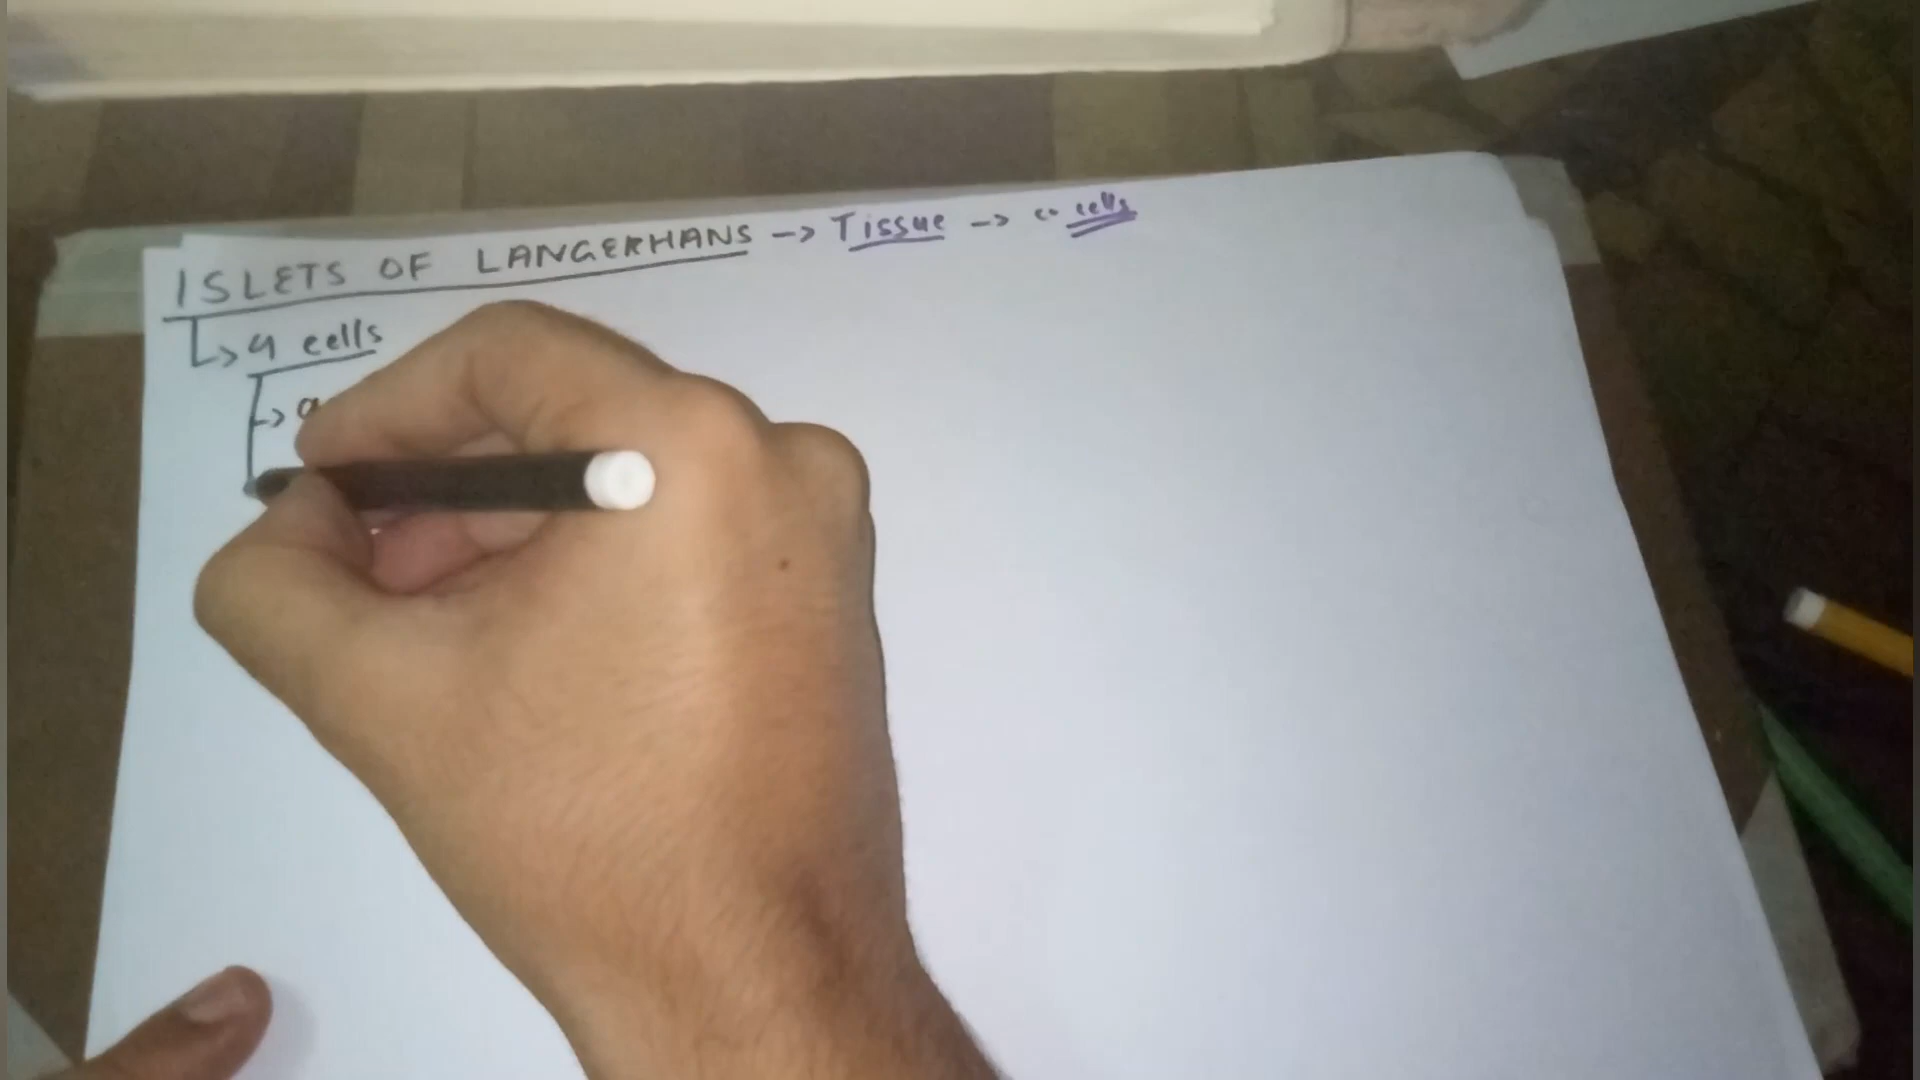 ISLETS OF LANGERHANS -> Tissue -> cells
-> 4 cells
->